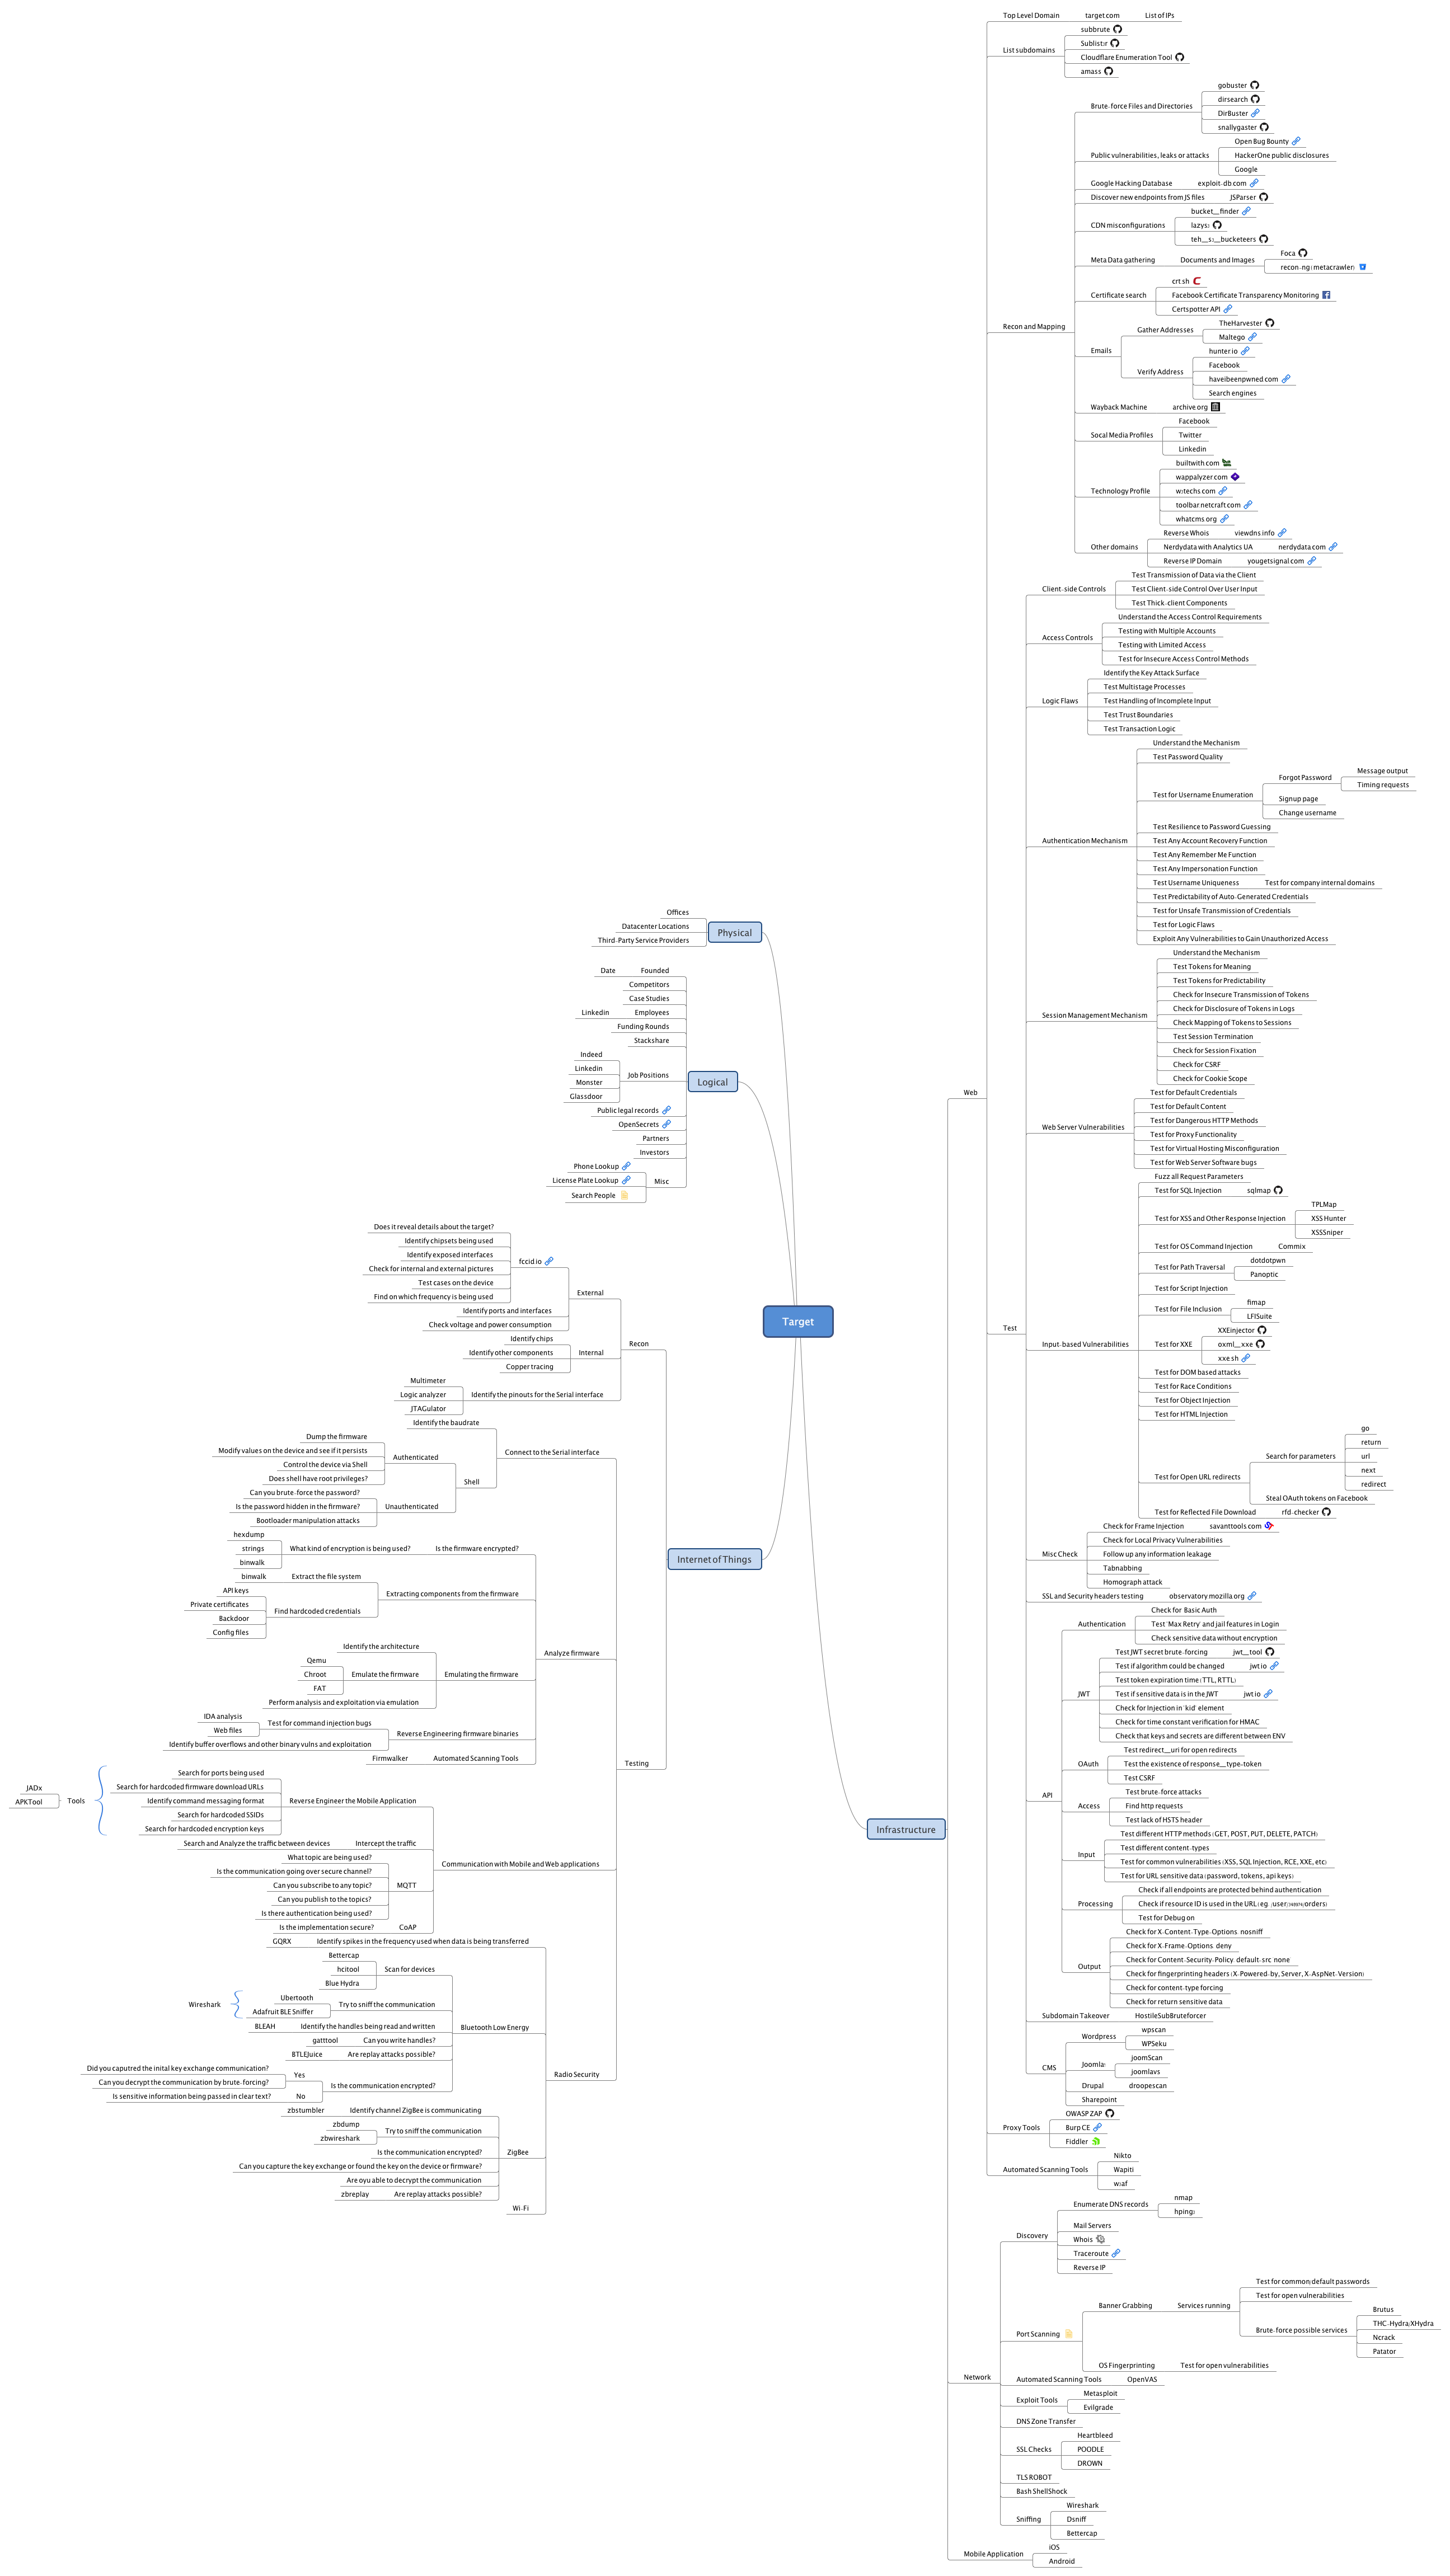 Target
Physical
Offices
Datacenter Locations
Third-Party Service Providers
Logical
Date Founded
Competitors
Case Studies
Linkedin Employees
Funding Rounds
Stackshare
Job Positions
Indeed
Linkedin
Monster
Glassdoor
Public legal records
OpenSecrets
Partners
Investors
Misc
Phone Lookup
License Plate Lookup
Search People
Internet of Things
Recon
External
fccid.io
Does it reveal details about the target?
Identify chipsets being used
Identify exposed interfaces
Check for internal and external pictures
Test cases on the device
Find on which frequency is being used
Identify ports and interfaces
Check voltage and power consumption
Internal
Identify chips
Identify other components
Copper tracing
Identify the pinouts for the Serial interface
Multimeter
Logic analyzer
JTAGulator
Testing
Connect to the Serial interface
Identify the baudrate
Shell
Authenticated
Dump the firmware
Modify values on the device and see if it persists
Control the device via Shell
Does shell have root privileges?
Unauthenticated
Can you brute-force the password?
Is the password hidden in the firmware?
Bootloader manipulation attacks
Analyze firmware
Is the firmware encrypted?
What kind of encryption is being used?
hexdump
strings
binwalk
Extracting components from the firmware
Extract the file system
binwalk
Find hardcoded credentials
API keys
Private certificates
Backdoor
Config files
Emulating the firmware
Identify the architecture
Emulate the firmware
Qemu
Chroot
FAT
Perform analysis and exploitation via emulation
Reverse Engineering firmware binaries
Test for command injection bugs
IDA analysis
Web files
Identify buffer overflows and other binary vulns and exploitation
Automated Scanning Tools
Firmwalker
Communication with Mobile and Web applications
Reverse Engineer the Mobile Application
Search for ports being used
Search for hardcoded firmware download URLs
Identify command messaging format
Search for hardcoded SSIDs
Search for hardcoded encryption keys
Tools
JADx
APKTool
Intercept the traffic
Search and Analyze the traffic between devices
MQTT
What topic are being used?
Is the communication going over secure channel?
Can you subscribe to any topic?
Can you publish to the topics?
Is there authentication being used?
CoAP
Is the implementation secure?
Radio Security
Identify spikes in the frequency used when data is being transferred
GQRX
Bluetooth Low Energy
Scan for devices
Bettercap
hcitool
Blue Hydra
Try to sniff the communication
Ubertooth
Adafruit BLE Sniffer
Wireshark
Identify the handles being read and written
BLEAH
Can you write handles?
gatttool
Are replay attacks possible?
BTLEJuice
Is the communication encrypted?
Yes
Did you caputred the inital key exchange communication?
Can you decrypt the communication by brute-forcing?
No
Is sensitive information being passed in clear text?
ZigBee
Identify channel ZigBee is communicating
zbstumbler
Try to sniff the communication
zbdump
zbwireshark
Is the communication encrypted?
Can you capture the key exchange or found the key on the device or firmware?
Are oyu able to decrypt the communication
Are replay attacks possible?
zbreplay
Wi-Fi
Infrastructure
Web
Top Level Domain target.com List of IPs
List subdomains
subbrute
Sublist3r
Cloudflare Enumeration Tool
amass
Recon and Mapping
Brute-force Files and Directories
gobuster
dirsearch
DirBuster
snallygaster
Public vulnerabilities, leaks or attacks
Open Bug Bounty
HackerOne public disclosures
Google
Google Hacking Database exploit-db.com
Discover new endpoints from JS files JSParser
CDN misconfigurations
bucket_finder
lazys3
teh_s3_bucketeers
Meta Data gathering Documents and Images
Foca
recon-ng(metacrawler)
Certificate search
crt.sh
Facebook Certificate Transparency Monitoring
Certspotter API
Emails
Gather Addresses
TheHarvester
Maltego
Verify Address
hunter.io
Facebook
haveibeenpwned.com
Search engines
Wayback Machine archive.org
Socal Media Profiles
Facebook
Twitter
Linkedin
Technology Profile
builtwith.com
wappalyzer.com
w3techs.com
toolbar.netcraft.com
whatcms.org
Other domains
Reverse Whois viewdns.info
Nerdydata with Analytics UA nerdydata.com
Reverse IP Domain yougetsignal.com
Test
Client-side Controls
Test Transmission of Data via the Client
Test Client-side Control Over User Input
Test Thick-client Components
Access Controls
Understand the Access Control Requirements
Testing with Multiple Accounts
Testing with Limited Access
Test for Insecure Access Control Methods
Logic Flaws
Identify the Key Attack Surface
Test Multistage Processes
Test Handling of Incomplete Input
Test Trust Boundaries
Test Transaction Logic
Authentication Mechanism
Understand the Mechanism
Test Password Quality
Test for Username Enumeration
Forgot Password
Message output
Timing requests
Signup page
Change username
Test Resilience to Password Guessing
Test Any Account Recovery Function
Test Any Remember Me Function
Test Any Impersonation Function
Test Username Uniqueness Test for company internal domains
Test Predictability of Auto-Generated Credentials
Test for Unsafe Transmission of Credentials
Test for Logic Flaws
Exploit Any Vulnerabilities to Gain Unauthorized Access
Session Management Mechanism
Understand the Mechanism
Test Tokens for Meaning
Test Tokens for Predictability
Check for Insecure Transmission of Tokens
Check for Disclosure of Tokens in Logs
Check Mapping of Tokens to Sessions
Test Session Termination
Check for Session Fixation
Check for CSRF
Check for Cookie Scope
Web Server Vulnerabilities
Test for Default Credentials
Test for Default Content
Test for Dangerous HTTP Methods
Test for Proxy Functionality
Test for Virtual Hosting Misconfiguration
Test for Web Server Software bugs
Input-based Vulnerabilities
Fuzz all Request Parameters
Test for SQL Injection sqlmap
Test for XSS and Other Response Injection
TPLMap
XSS Hunter
XSSSniper
Test for OS Command Injection Commix
Test for Path Traversal
dotdotpwn
Panoptic
Test for Script Injection
Test for File Inclusion
fimap
LFISuite
Test for XXE
XXEinjector
oxml_xxe
xxe.sh
Test for DOM based attacks
Test for Race Conditions
Test for Object Injection
Test for HTML Injection
Test for Open URL redirects
Search for parameters
go
return
url
next
redirect
Steal OAuth tokens on Facebook
Test for Reflected File Download rfd-checker
Misc Check
Check for Frame Injection savanttools.com
Check for Local Privacy Vulnerabilities
Follow up any information leakage
Tabnabbing
Homograph attack
SSL and Security headers testing observatory.mozilla.org
API
Authentication
Check for Basic Auth
Test 'Max Retry' and jail features in Login
Check sensitive data without encryption
JWT
Test JWT secret brute-forcing jwt_tool
Test if algorithm could be changed jwt.io
Test token expiration time (TTL, RTTL)
Test if sensitive data is in the JWT jwt.io
Check for Injection in 'kid' element
Check for time constant verification for HMAC
Check that keys and secrets are different between ENV
OAuth
Test redirect_uri for open redirects
Test the existence of response_type=token
Test CSRF
Access
Test brute-force attacks
Find http requests
Test lack of HSTS header
Input
Test different HTTP methods (GET, POST, PUT, DELETE, PATCH)
Test different content-types
Test for common vulnerabilities (XSS, SQL Injection, RCE, XXE, etc)
Test for URL sensitive data (password, tokens, api keys)
Processing
Check if all endpoints are protected behind authentication
Check if resource ID is used in the URL
Test for Debug on
Output
Check for X-Content-Type-Options: nosniff
Check for X-Frame-Options: deny
Check for Content-Security-Policy: default-src none
Check for fingerprinting headers (X-Powered-by, Server, X-AspNet-Version)
Check for content-type forcing
Check for return sensitive data
Subdomain Takeover HostileSubBruteforcer
CMS
Wordpress
wpscan
WPSeku
Joomla!
joomScan
joomlavs
Drupal droopescan
Sharepoint
Proxy Tools
OWASP ZAP
Burp CE
Fiddler
Automated Scanning Tools
Nikto
Wapiti
w3af
Network
Discovery
Enumerate DNS records
nmap
hping3
Mail Servers
Whois
Traceroute
Reverse IP
Port Scanning
Banner Grabbing Services running
Test for common/default passwords
Test for open vulnerabilities
Brute-force possible services
Brutus
THC-Hydra/XHydra
Ncrack
Patator
OS Fingerprinting Test for open vulnerabilities
Automated Scanning Tools OpenVAS
Exploit Tools
Metasploit
Evilgrade
DNS Zone Transfer
SSL Checks
Heartbleed
POODLE
DROWN
TLS ROBOT
Bash ShellShock
Sniffing
Wireshark
Dsniff
Bettercap
Mobile Application
iOS
Android